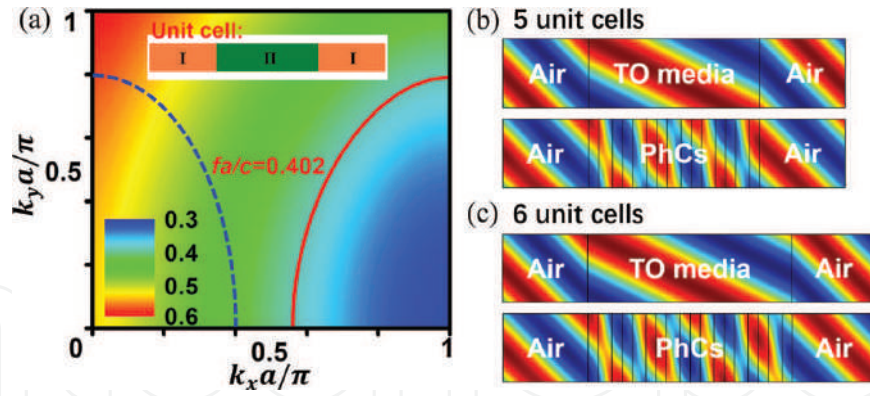 (a)
Unit cell:
I II I
1
0.5
0
k_y a/π
fa/c=0.402
0.3
0.4
0.5
0.6
0.5
1
k_x a/π
(b) 5 unit cells
Air TO media Air
Air PhCs Air
(c) 6 unit cells
Air TO media Air
Air PhCs Air